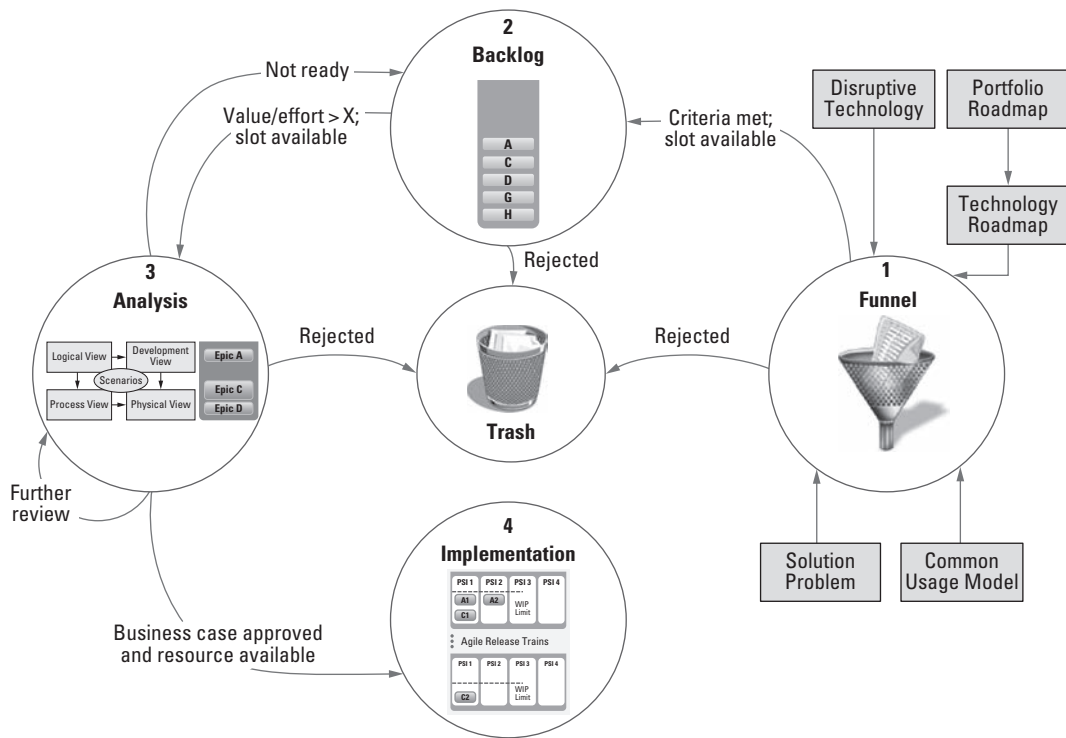 2
Backlog
A
C
D
G
H
Not ready
Value/effort > X;
slot available
Criteria met;
slot available
Disruptive
Technology
Portfolio
Roadmap
Technology
Roadmap
Rejected
3
Analysis
Logical View
Development
View
Scenarios
Process View
Physical View
Epic A
Epic C
Epic D
Rejected
Trash
Rejected
1
Funnel
Further
review
Solution
Problem
Common
Usage Model
4
Implementation
PSI 1
PSI 2
PSI 3
PSI 4
A1
A2
C1
WIP
Limit
Agile Release Trains
PSI 1
PSI 2
PSI 3
PSI 4
C2
WIP
Limit
Business case approved
and resource available